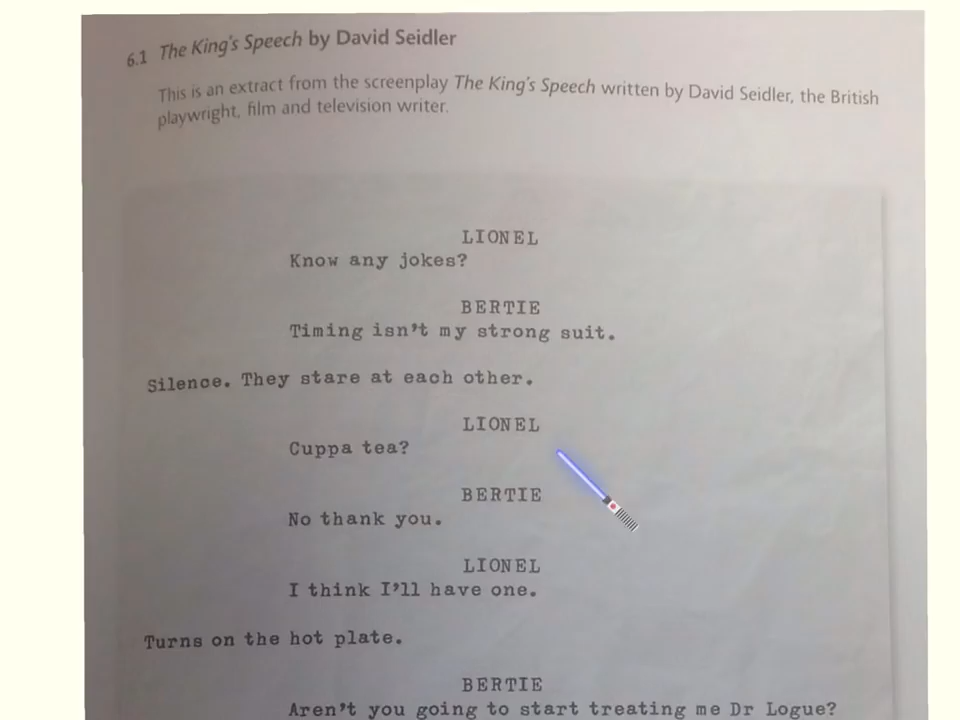 6.1 The King's Speech by David Seidler
This is an extract from the screenplay The King's Speech written by David Seidler, the British
playwright, film and television writer.
LIONEL
Know any jokes?
BERTIE
Timing isn't my strong suit.
Silence. They stare at each other.
LIONEL
Cuppa tea?
BERTIE
No thank you.
LIONEL
I think I'll have one.
Turns on the hot plate.
BERTIE
Aren't you going to start treating me Dr Logue?